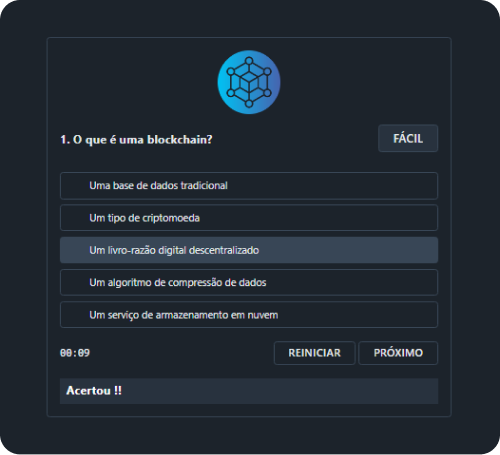 1. O que é uma blockchain?
FÁCIL
Uma base de dados tradicional
Um tipo de criptomoeda
Um livro-razão digital descentralizado
Um algoritmo de compressão de dados
Um serviço de armazenamento em nuvem
00:09
REINICIAR
PRÓXIMO
Acertou !!